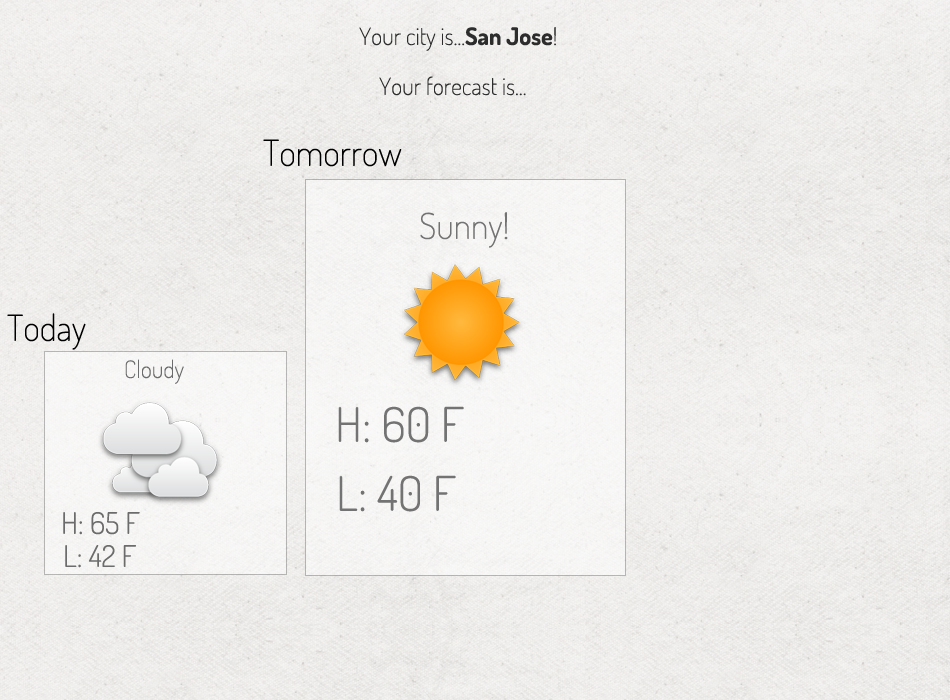 Your city is...San Jose!
Your forecast is...
Today
Cloudy
H: 65 F
L: 42 F
Tomorrow
Sunny!
H: 60 F
L: 40 F